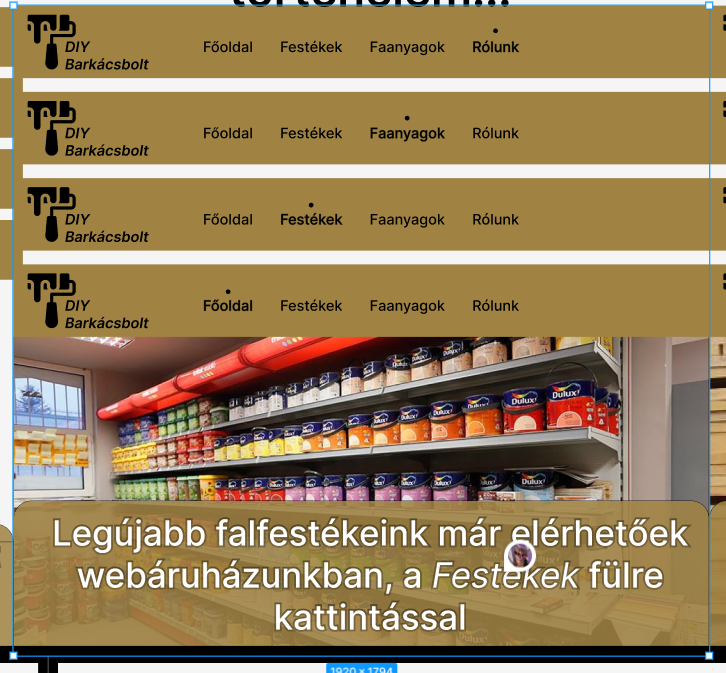 történelem...
DIY
Barkácsbolt
Főoldal Festékek Faanyagok Rólunk
DIY
Barkácsbolt
Főoldal Festékek Faanyagok Rólunk
DIY
Barkácsbolt
Főoldal Festékek Faanyagok Rólunk
DIY
Barkácsbolt
Főoldal Festékek Faanyagok Rólunk
Dulux
Dulux
Dulux
Legújabb falfestékeink már elérhetőek
webáruházunkban, a Festékek fülre
kattintással
1920 × 1794